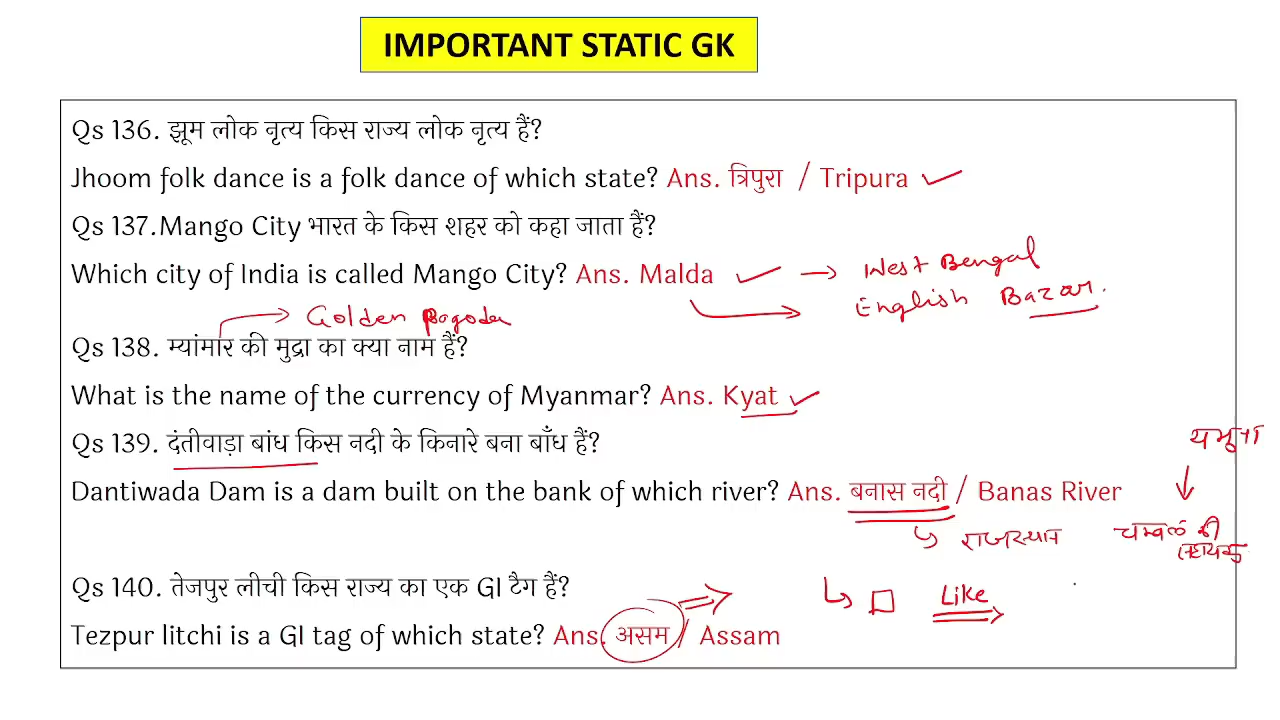 IMPORTANT STATIC GK
Qs 136. झूम लोक नृत्य किस राज्य लोक नृत्य हैं?
Jhoom folk dance is a folk dance of which state? Ans. त्रिपुरा / Tripura
Qs 137.Mango City भारत के किस शहर को कहा जाता हैं?
Which city of India is called Mango City? Ans. Malda
West Bengal
English Bazar.
Golden Pagoda
Qs 138. म्यांमार की मुद्रा का क्या नाम हैं?
What is the name of the currency of Myanmar? Ans. Kyat
Qs 139. दंतीवाड़ा बांध किस नदी के किनारे बना बाँध हैं?
यमुना
Dantiwada Dam is a dam built on the bank of which river? Ans. बनास नदी / Banas River
राजस्थान
चम्बल की
सहायक
Qs 140. तेजपुर लीची किस राज्य का एक GI टैग हैं?
Like
Tezpur litchi is a GI tag of which state? Ans. असम / Assam